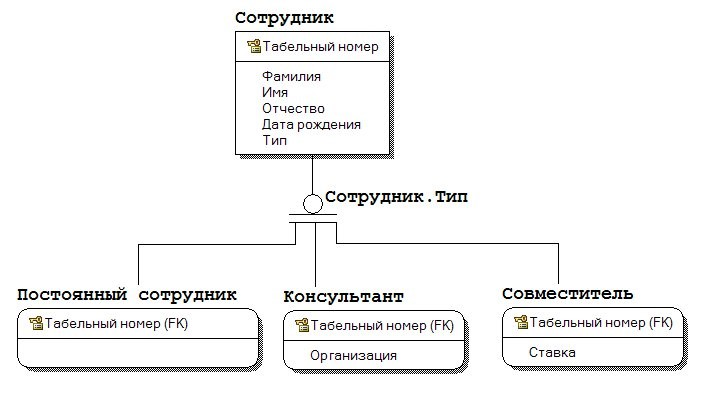 Сотрудник
Табельный номер
Фамилия
Имя
Отчество
Дата рождения
Тип
Сотрудник.Тип
Постоянный сотрудник
Табельный номер (FK)
Консультант
Табельный номер (FK)
Организация
Совместитель
Табельный номер (FK)
Ставка